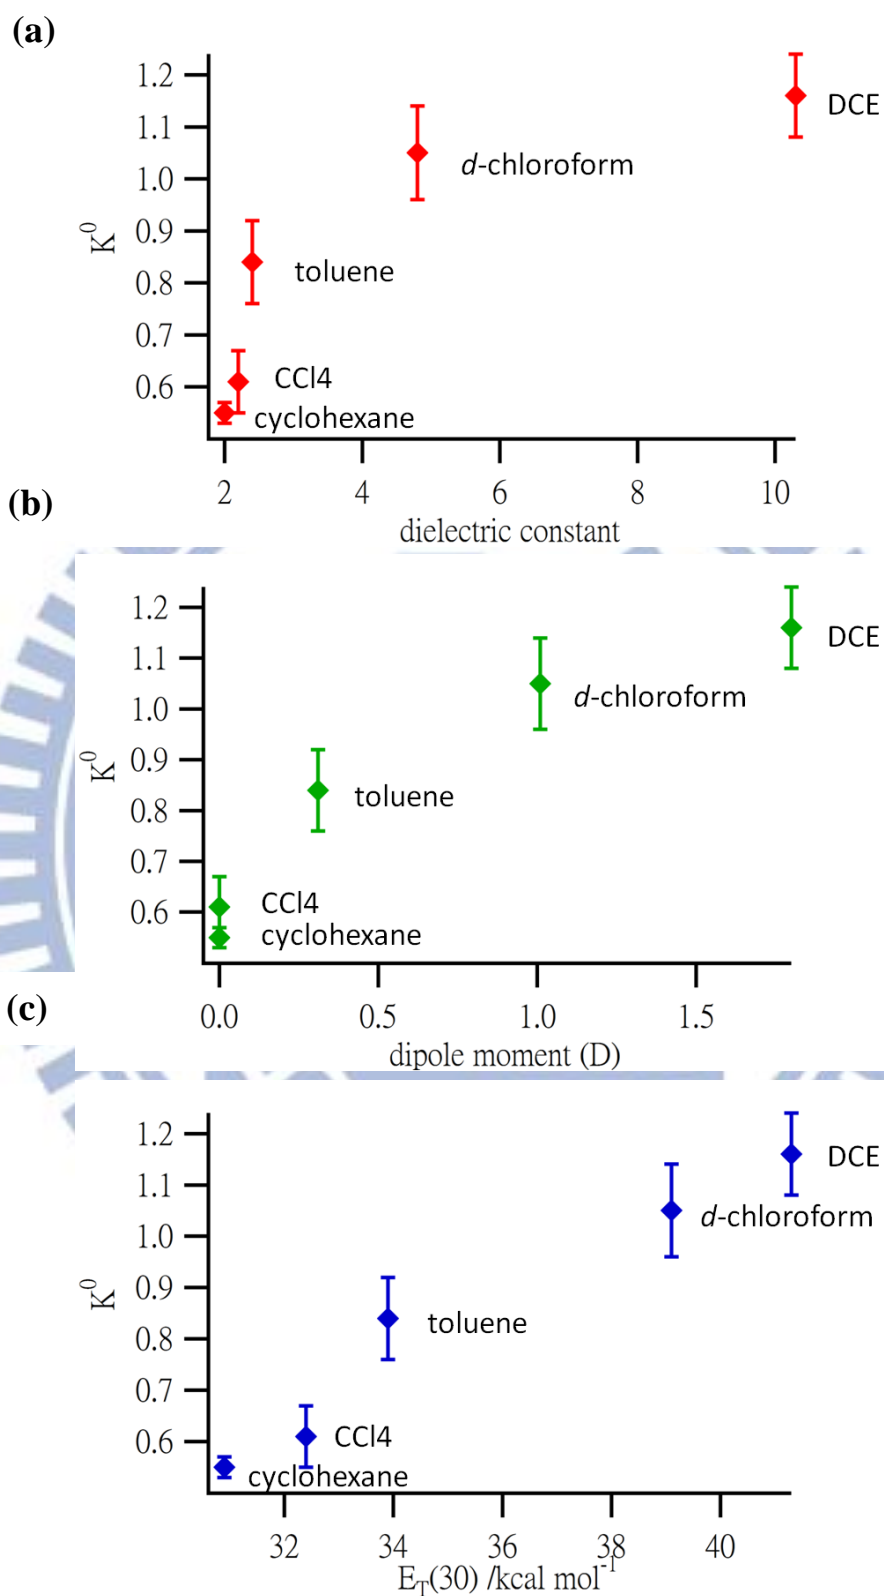 (a)
1.2
1.1
1.0
0.9
0.8
0.7
0.6
K⁰
DCE
d-chloroform
toluene
CCl4
cyclohexane
2 4 6 8 10
dielectric constant
(b)
1.2
1.1
1.0
0.9
0.8
0.7
0.6
K⁰
DCE
d-chloroform
toluene
CCl4
cyclohexane
0.0 0.5 1.0 1.5
dipole moment (D)
(c)
1.2
1.1
1.0
0.9
0.8
0.7
0.6
K⁰
DCE
d-chloroform
toluene
CCl4
cyclohexane
32 34 36 38 40
E_T(30) /kcal mol⁻¹